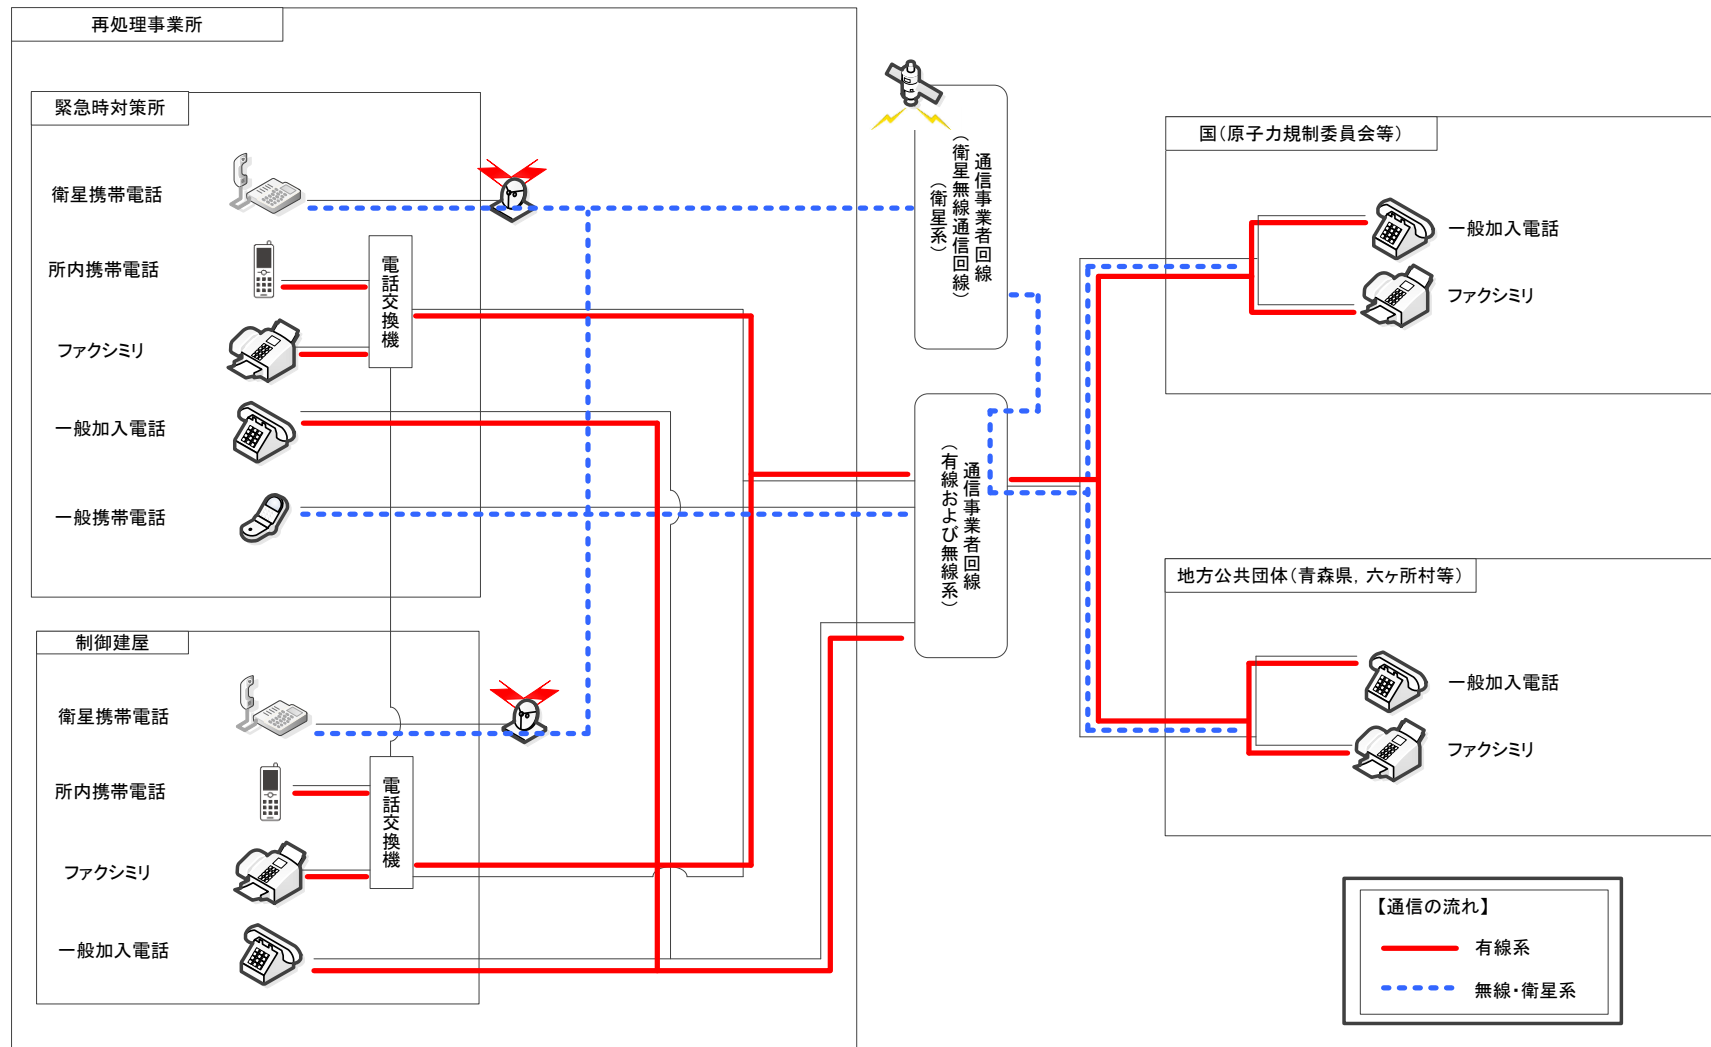 再処理事業所
緊急時対策所
衛星携帯電話
所内携帯電話
ファクシミリ
一般加入電話
一般携帯電話
電話交換機
制御建屋
衛星携帯電話
所内携帯電話
ファクシミリ
一般加入電話
電話交換機
通信事業者回線
（衛星無線通信回線）
（衛星系）
通信事業者回線
（有線および無線系）
国（原子力規制委員会等）
一般加入電話
ファクシミリ
地方公共団体（青森県，六ヶ所村等）
一般加入電話
ファクシミリ
【通信の流れ】
有線系
無線・衛星系